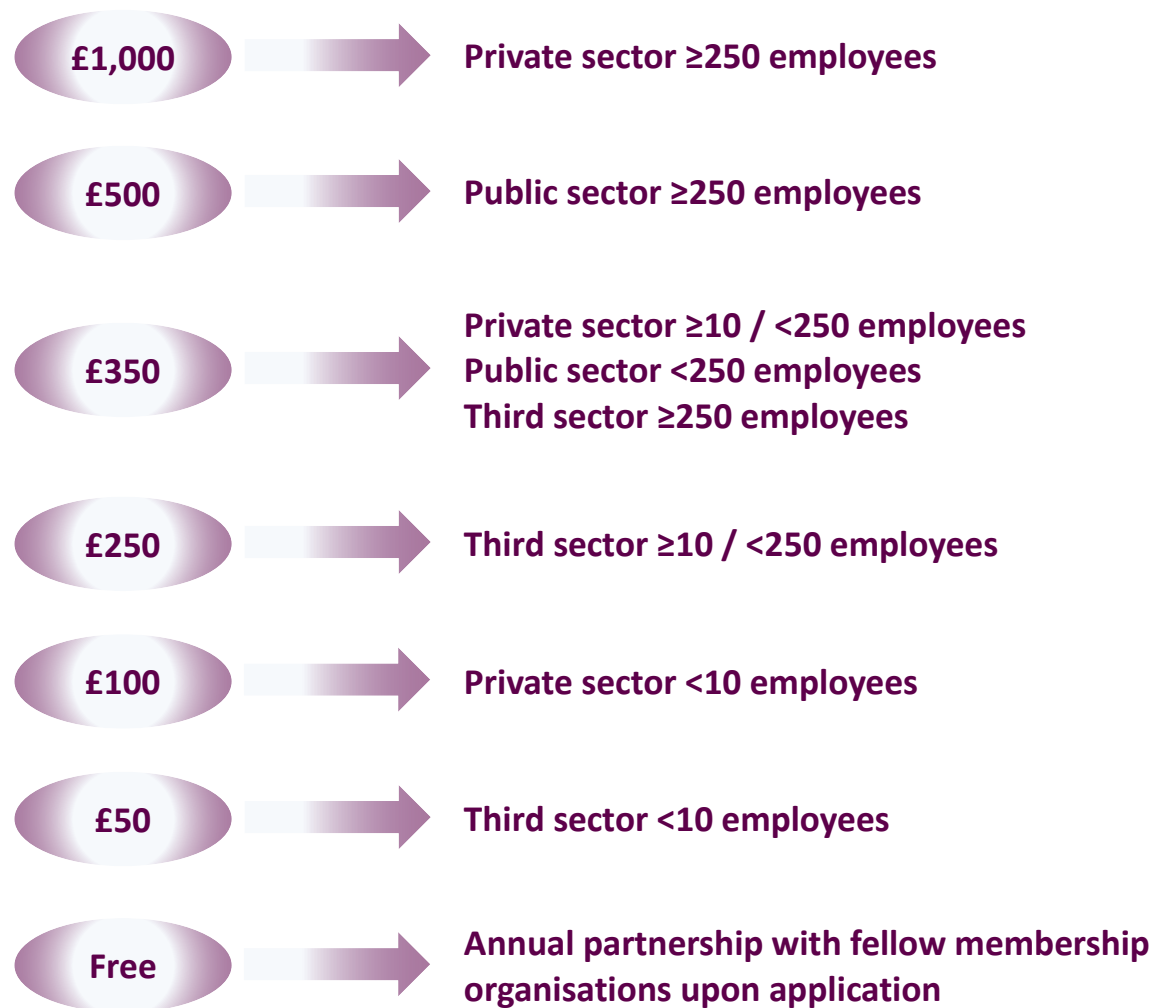 £1,000
Private sector ≥250 employees
£500
Public sector ≥250 employees
£350
Private sector ≥10 / <250 employees
Public sector <250 employees
Third sector ≥250 employees
£250
Third sector ≥10 / <250 employees
£100
Private sector <10 employees
£50
Third sector <10 employees
Free
Annual partnership with fellow membership
organisations upon application